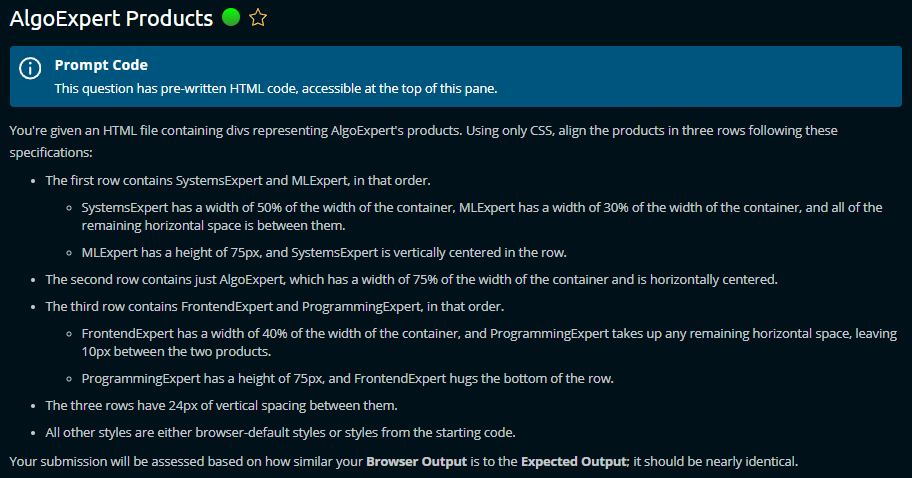 AlgoExpert Products
Prompt Code
This question has pre-written HTML code, accessible at the top of this pane.
You're given an HTML file containing divs representing AlgoExpert's products. Using only CSS, align the products in three rows following these
specifications:
• The first row contains SystemsExpert and MLExpert, in that order.
SystemsExpert has a width of 50% of the width of the container, MLExpert has a width of 30% of the width of the container, and all of the
remaining horizontal space is between them.
MLExpert has a height of 75px, and SystemsExpert is vertically centered in the row.
• The second row contains just AlgoExpert, which has a width of 75% of the width of the container and is horizontally centered.
• The third row contains FrontendExpert and ProgrammingExpert, in that order.
FrontendExpert has a width of 40% of the width of the container, and ProgrammingExpert takes up any remaining horizontal space, leaving
10px between the two products.
ProgrammingExpert has a height of 75px, and FrontendExpert hugs the bottom of the row.
• The three rows have 24px of vertical spacing between them.
• All other styles are either browser-default styles or styles from the starting code.
Your submission will be assessed based on how similar your Browser Output is to the Expected Output; it should be nearly identical.